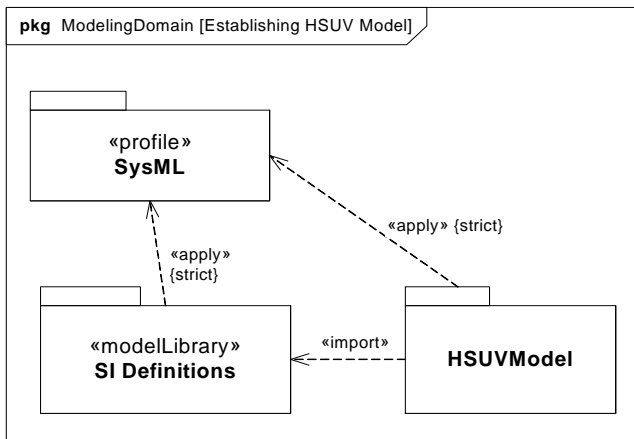 pkg ModelingDomain [Establishing HSUV Model]
«profile»
SysML
«apply» {strict}
«apply»
{strict}
«modelLibrary»
SI Definitions
«import»
HSUVModel